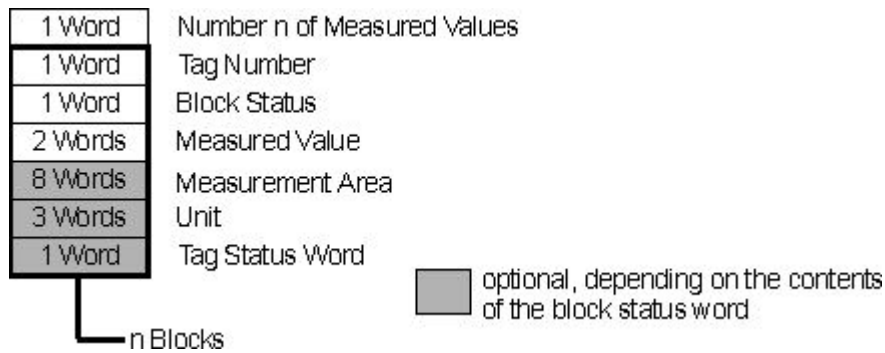 1 Word Number n of Measured Values
1 Word Tag Number
1 Word Block Status
2 Words Measured Value
8 Words Measurement Area
3 Words Unit
1 Word Tag Status Word
optional, depending on the contents
of the block status word
n Blocks